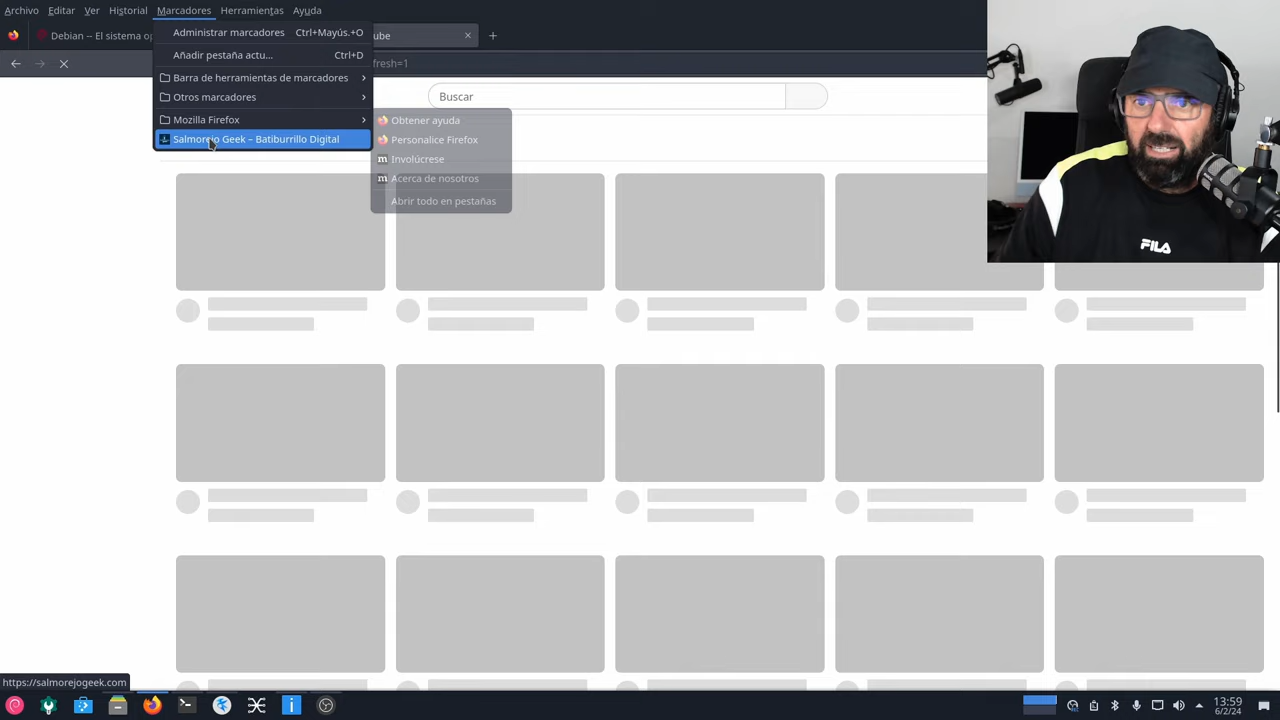 Archivo Editar Ver Historial Marcadores Herramientas Ayuda
Debian -- El sistema op
ube
fresh=1
Administrar marcadores Ctrl+Mayús.+O
Añadir pestaña actu... Ctrl+D
Barra de herramientas de marcadores
Otros marcadores
Mozilla Firefox
Salmorejo Geek – Batiburrillo Digital
Buscar
Obtener ayuda
Personalice Firefox
Involúcrese
Acerca de nosotros
Abrir todo en pestañas
FILA
https://salmorejogeek.com
13:59
6/2/24